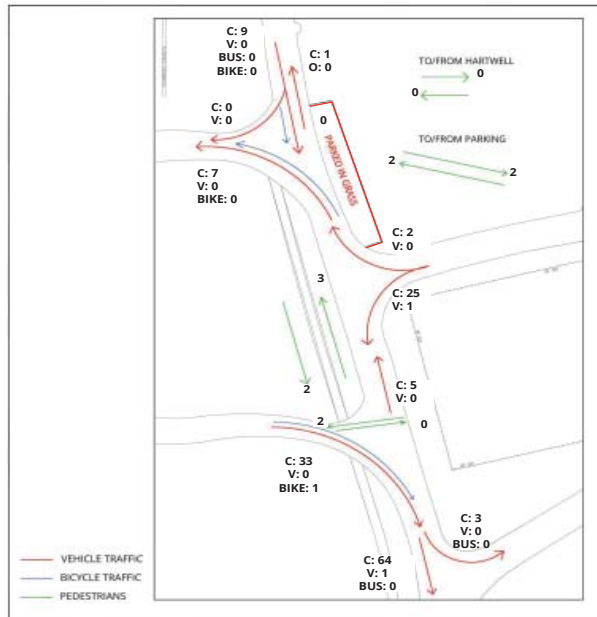 C: 9
V: 0
BUS: 0
BIKE: 0
C: 1
O: 0
TO/FROM HARTWELL
0
0
C: 0
V: 0
0
PARKED IN GRASS
TO/FROM PARKING
2
2
C: 7
V: 0
BIKE: 0
C: 2
V: 0
3
C: 25
V: 1
2
C: 5
V: 0
2
0
C: 33
V: 0
BIKE: 1
C: 3
V: 0
BUS: 0
C: 64
V: 1
BUS: 0
VEHICLE TRAFFIC
BICYCLE TRAFFIC
PEDESTRIANS